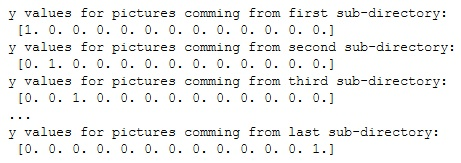 y values for pictures comming from first sub-directory:
[1. 0. 0. 0. 0. 0. 0. 0. 0. 0. 0. 0. 0.]
y values for pictures comming from second sub-directory:
[0. 1. 0. 0. 0. 0. 0. 0. 0. 0. 0. 0. 0.]
y values for pictures comming from third sub-directory:
[0. 0. 1. 0. 0. 0. 0. 0. 0. 0. 0. 0. 0.]
...
y values for pictures comming from last sub-directory:
[0. 0. 0. 0. 0. 0. 0. 0. 0. 0. 0. 0. 1.]